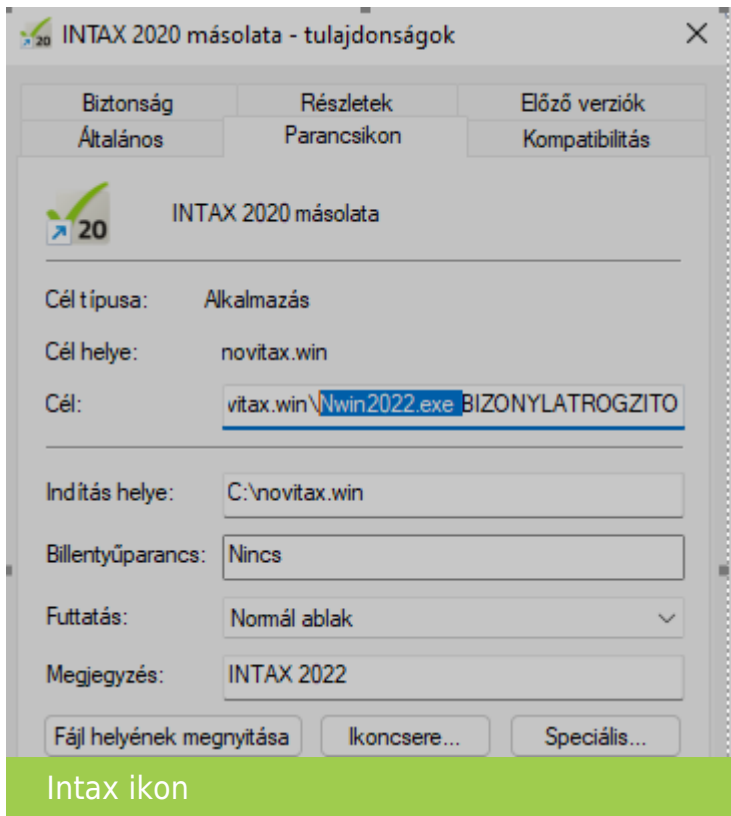 20 INTAX 2020 másolata - tulajdonságok
Biztonság Részletek Előző verziók
Általános Parancsikon Kompatibilitás
20 INTAX 2020 másolata
Cél típusa: Alkalmazás
Cél helye: novitax.win
Cél: vitax.win\Nwin2022.exe BIZONYLATROGZITO
Indítás helye: C:\novitax.win
Billentyűparancs: Nincs
Futtatás: Normál ablak
Megjegyzés: INTAX 2022
Fájl helyének megnyitása Ikoncsere... Speciális...
Intax ikon